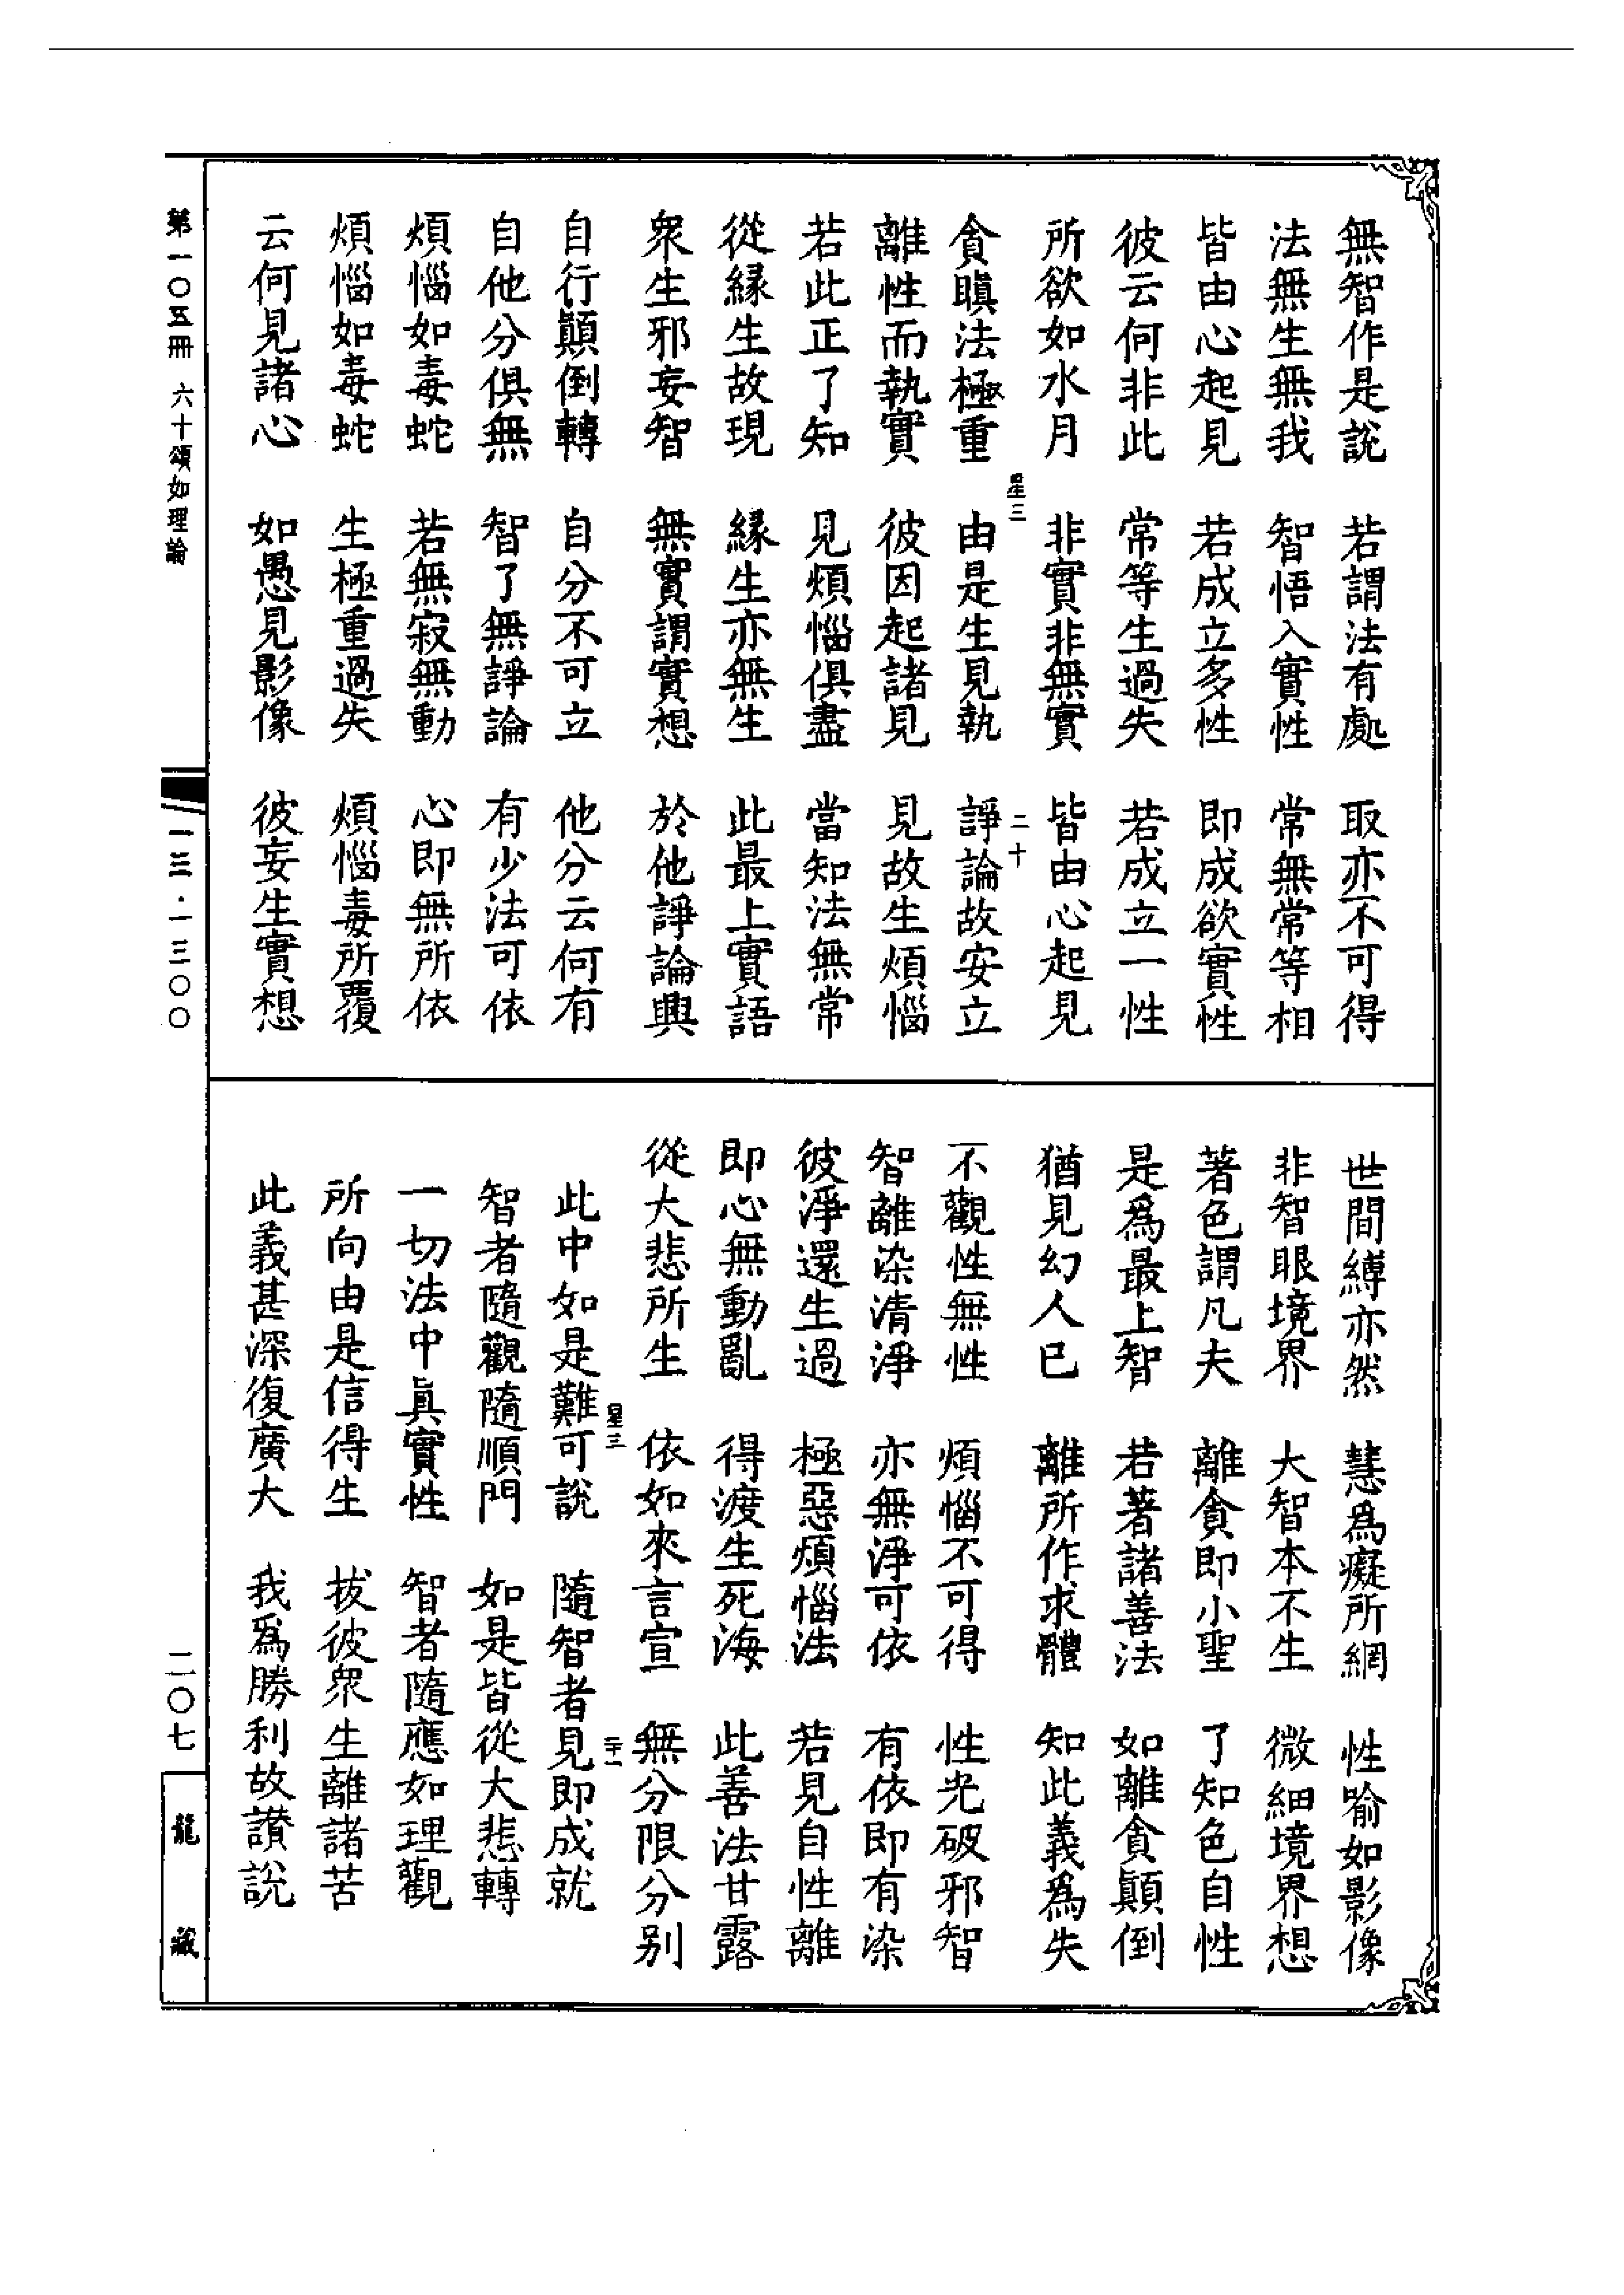 無智作是說　若謂法有處　取亦不可得
法無生無我　智悟入實性　常無常等相
皆由心起見　若成立多性　即成欲實性
彼云何非此　常等生過失　若成立一性
所欲如水月　非實非無實　皆由心起見
星三　二十
貪瞋法極重　由是生見執　諍論故安立
離性而執實　彼因起諸見　見故生煩惱
若此正了知　見煩惱俱盡　當知法無常
從緣生故現　緣生亦無生　此最上實語
眾生邪妄智　無實謂實想　於他諍論興
自行顛倒轉　自分不可立　他分云何有
自他分俱無　智了無諍論　有少法可依
煩惱如毒蛇　若無寂無動　心即無所依
煩惱如毒蛇　生極重過失　煩惱毒所覆
云何見諸心　如愚見影像　彼妄生實想
世間縛亦然　慧為癡所網　性喻如影像
非智眼境界　大智本不生　微細境界想
著色謂凡夫　離貪即小聖　了知色自性
是為最上智　若著諸善法　如離貪顛倒
猶見幻人已　離所作求體　知此義為失
不觀性無性　煩惱不可得　性光破邪智
智離染清淨　亦無淨可依　有依即有染
彼淨還生過　極惡煩惱法　若見自性離
即心無動亂　得渡生死海　此善法甘露
從大悲所生　依如來言宣　無分限分別
星三　二十一
此中如是難可說　隨智者見即成就
智者隨觀隨順門　如是皆從大悲轉
一切法中真實性　智者隨應如理觀
所向由是信得生　拔彼眾生離諸苦
此義甚深復廣大　我為勝利故讚說
第一〇五冊　六十頌如理論
一三·一三〇〇
二〇七
龍藏